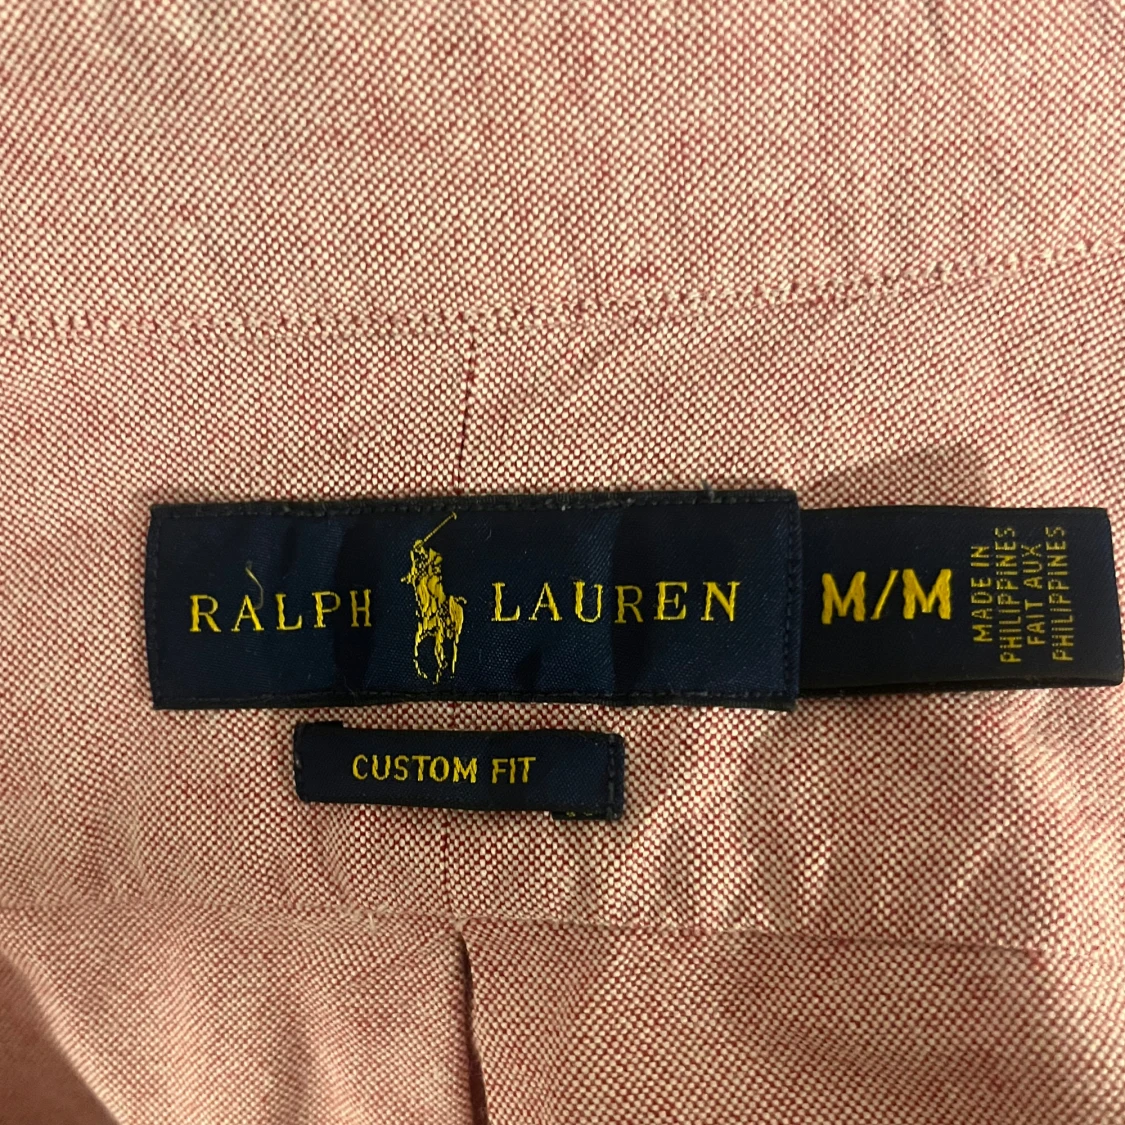 RALPH LAUREN
M/M
MADE IN
PHILIPPINES
FAIT AUX
PHILIPPINES
CUSTOM FIT